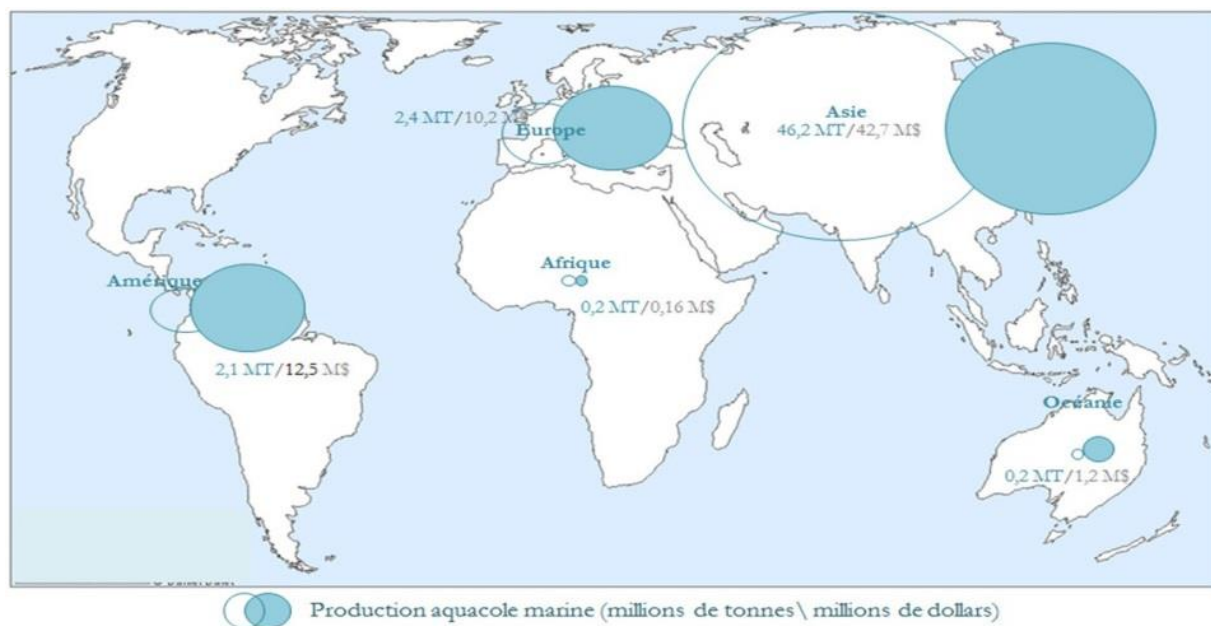 Asie
46,2 MT/42,7 M$
2,4 MT/10,2 M$
Europe
Afrique
0,2 MT/0,16 M$
Amérique
2,1 MT/12,5 M$
Océanie
0,2 MT/1,2 M$
Production aquacole marine (millions de tonnes\ millions de dollars)